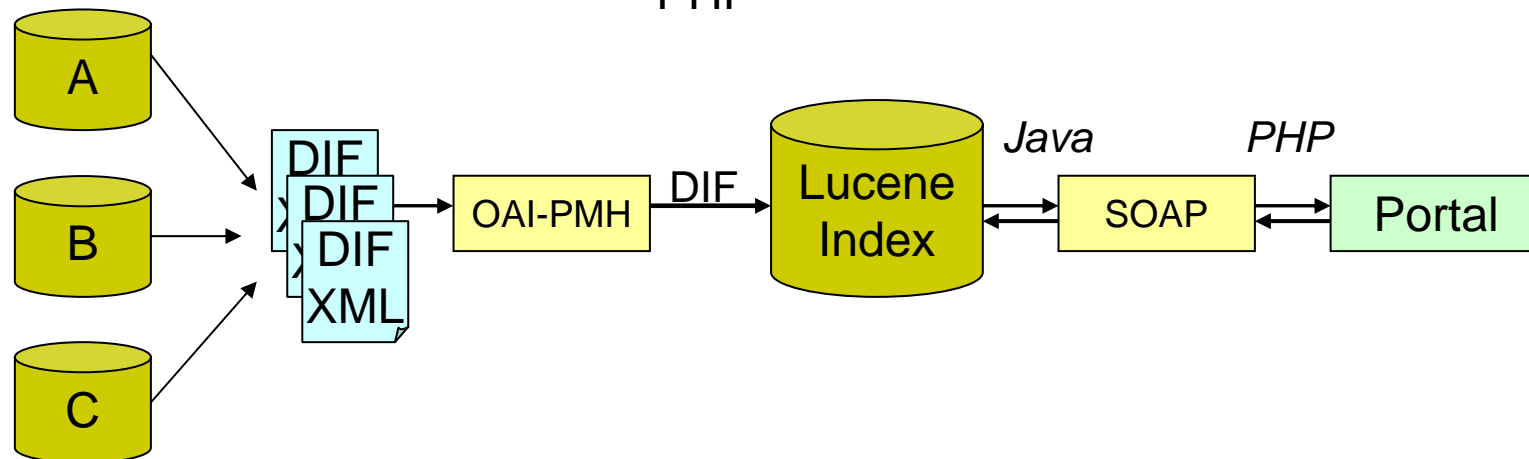 A
B
C
DIF
DIF
DIF
XML
OAI-PMH
DIF
Lucene
Index
Java
SOAP
PHP
Portal